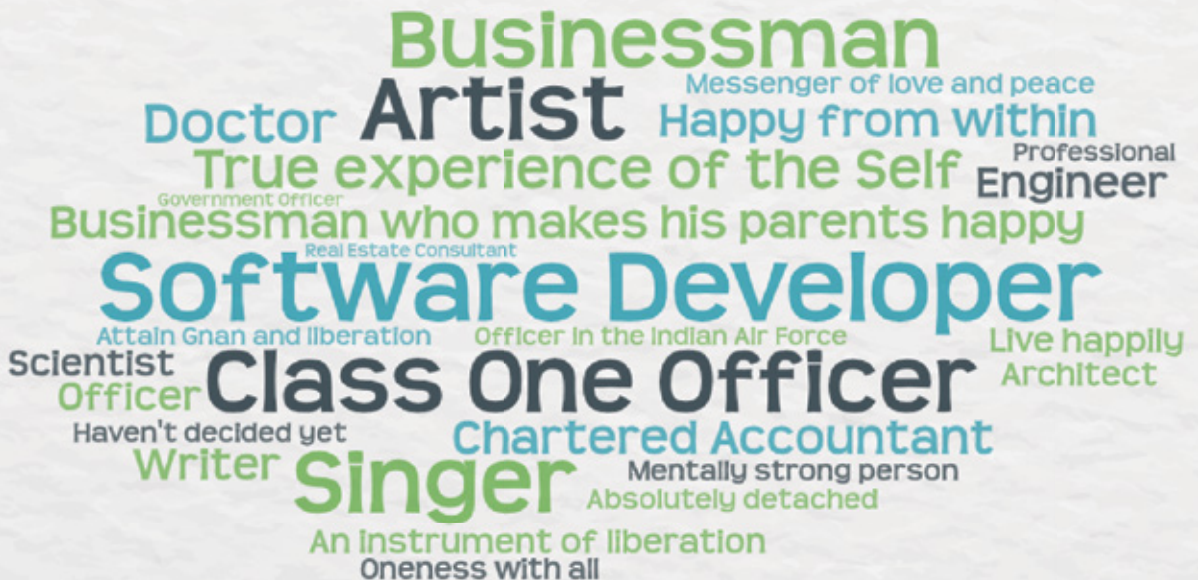 Businessman
Messenger of love and peace
Doctor
Artist
Happy from within
True experience of the Self
Professional
Engineer
Government Officer
Businessman who makes his parents happy
Real Estate Consultant
Software Developer
Attain Gnan and liberation
Officer in the Indian Air Force
Live happily
Scientist
Class One Officer
Architect
Officer
Haven't decided yet
Chartered Accountant
Writer
Singer
Mentally strong person
Absolutely detached
An instrument of liberation
Oneness with all